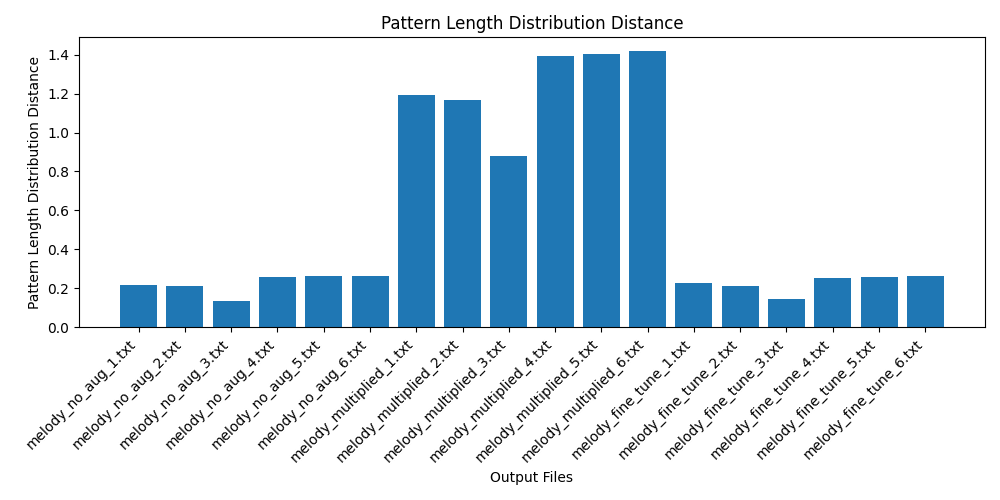 Pattern Length Distribution Distance
Pattern Length Distribution Distance
1.4
1.2
1.0
0.8
0.6
0.4
0.2
0.0
melody_no_aug_1.txt
melody_no_aug_2.txt
melody_no_aug_3.txt
melody_no_aug_4.txt
melody_no_aug_5.txt
melody_no_aug_6.txt
melody_multiplied_1.txt
melody_multiplied_2.txt
melody_multiplied_3.txt
melody_multiplied_4.txt
melody_multiplied_5.txt
melody_multiplied_6.txt
melody_fine_tune_1.txt
melody_fine_tune_2.txt
melody_fine_tune_3.txt
melody_fine_tune_4.txt
melody_fine_tune_5.txt
melody_fine_tune_6.txt
Output Files